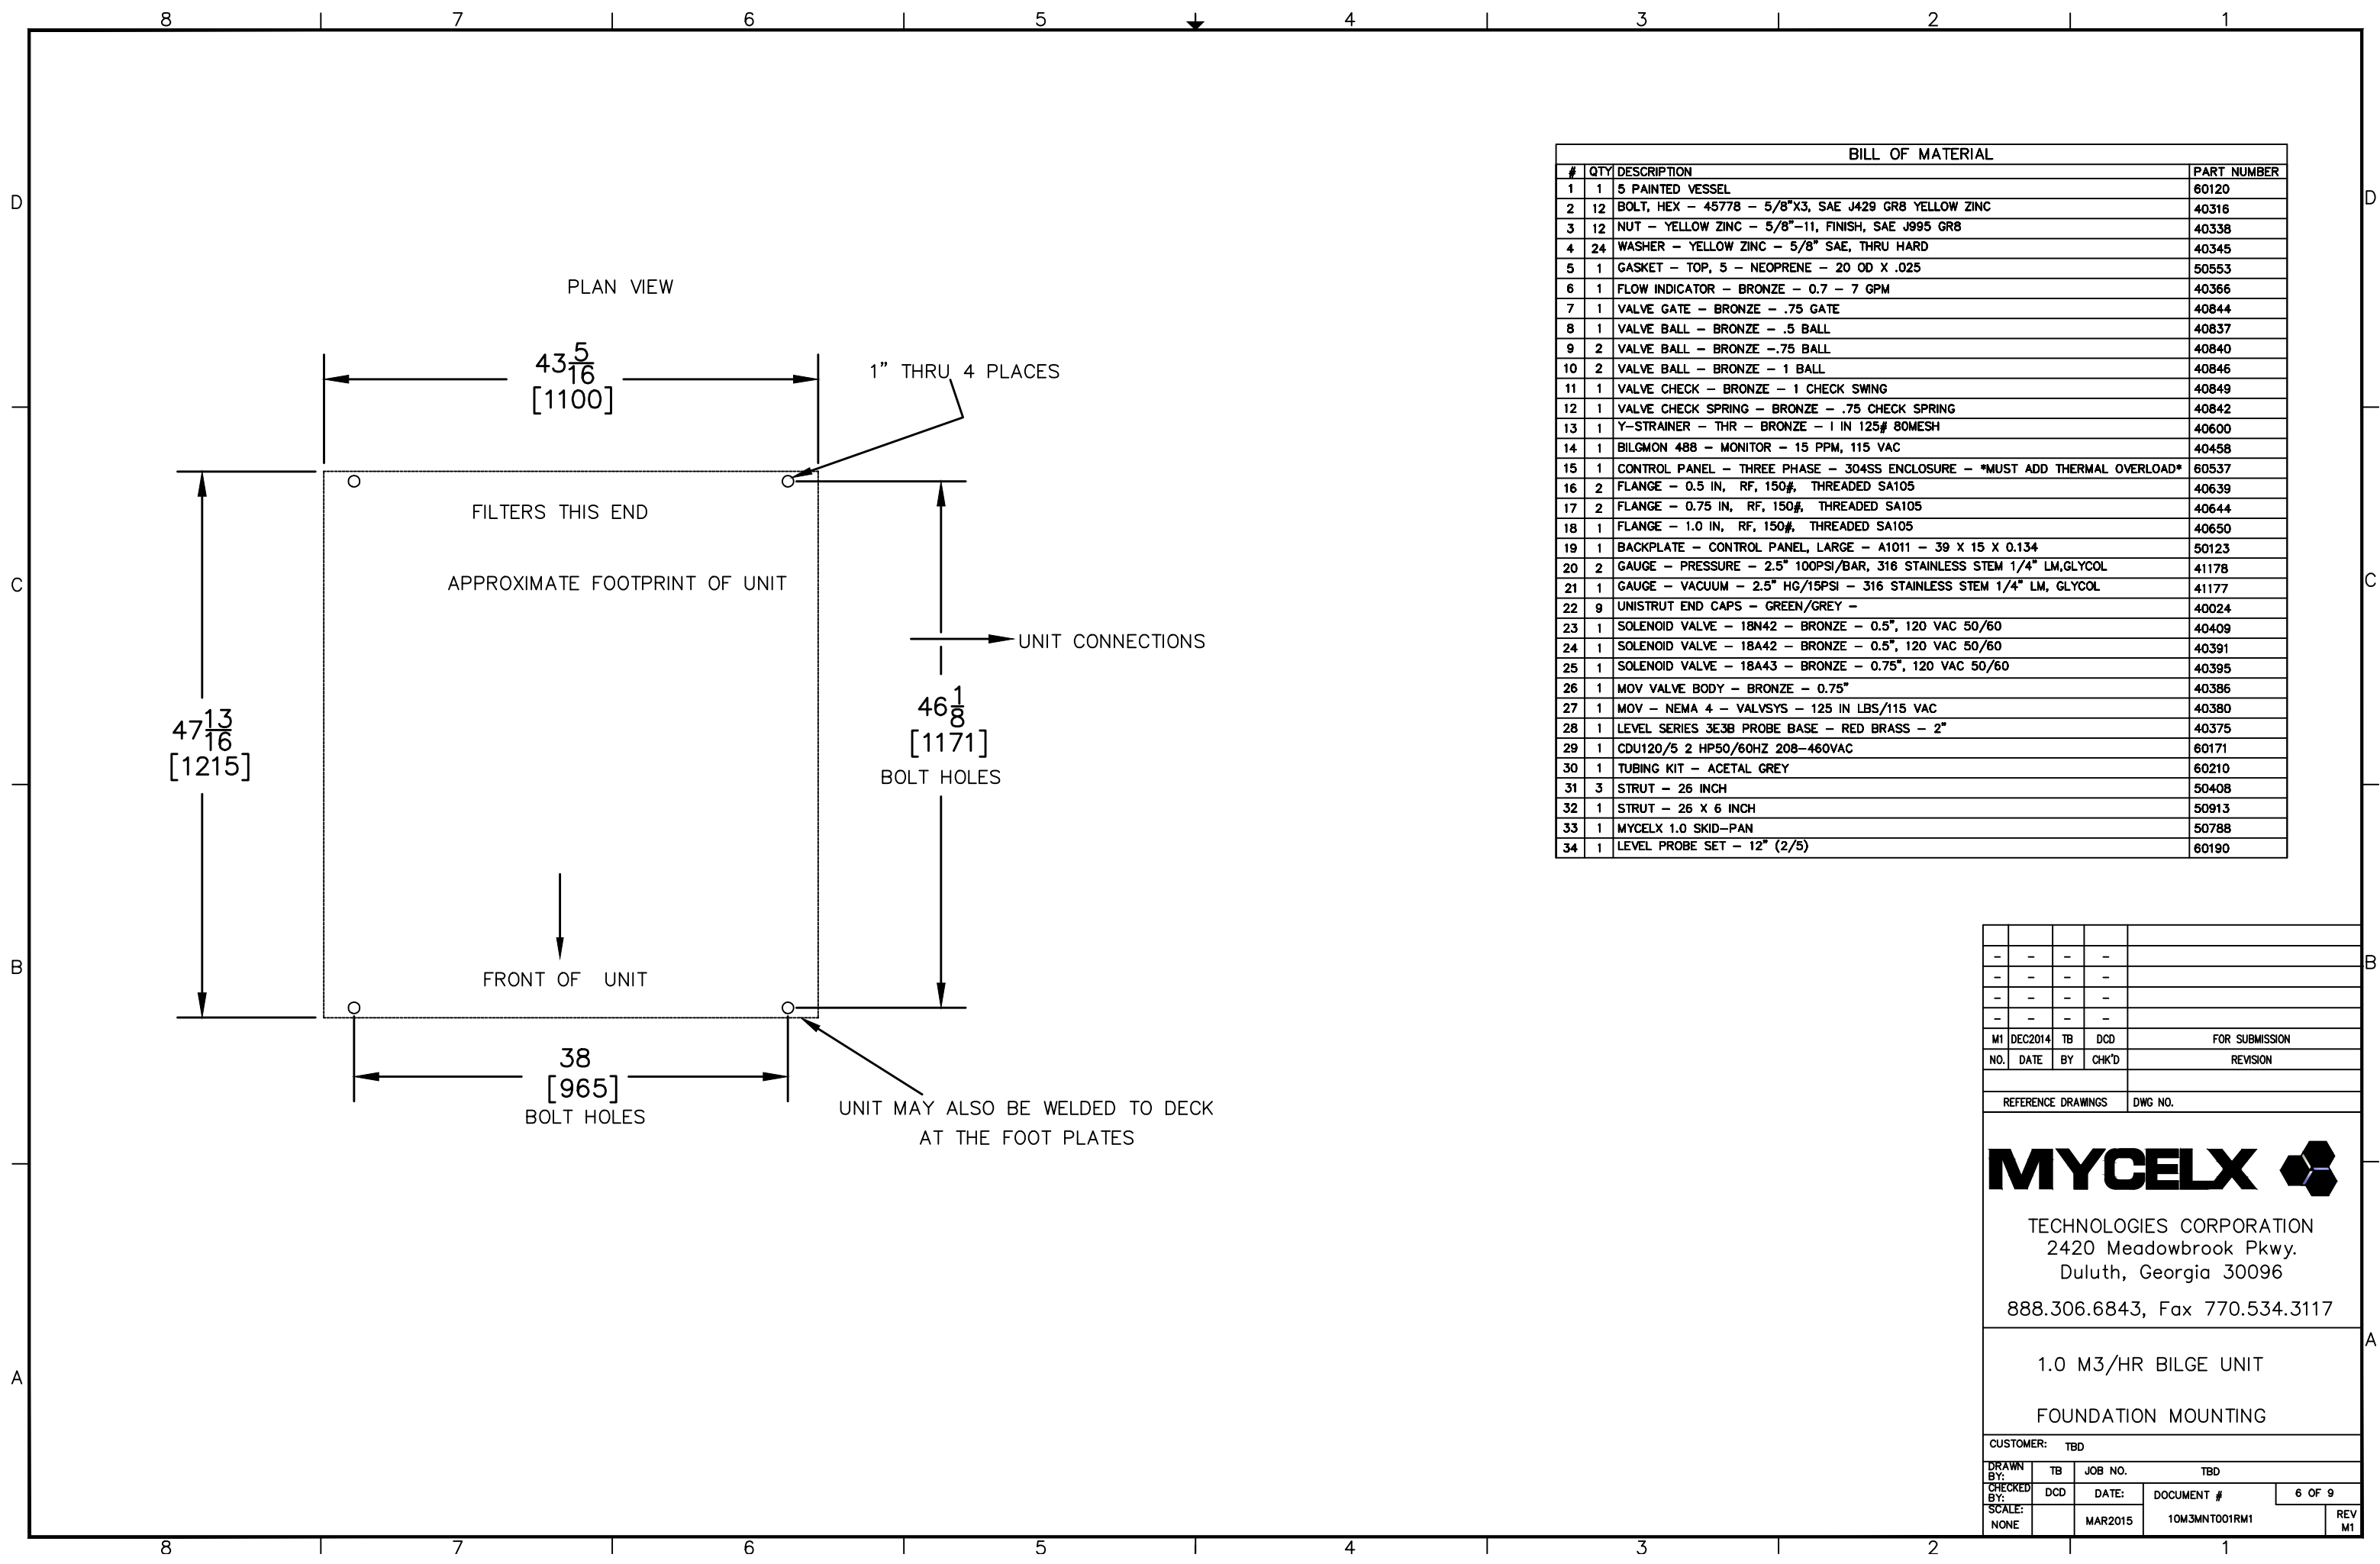 8 7 6 5 4 3 2 1
D
C
B
A
D
C
B
A
PLAN VIEW
43 5/16
[1100]
1" THRU 4 PLACES
FILTERS THIS END
APPROXIMATE FOOTPRINT OF UNIT
UNIT CONNECTIONS
47 13/16
[1215]
46 1/8
[1171]
BOLT HOLES
FRONT OF UNIT
38
[965]
BOLT HOLES
UNIT MAY ALSO BE WELDED TO DECK
AT THE FOOT PLATES
BILL OF MATERIAL
# QTY DESCRIPTION PART NUMBER
1 1 5 PAINTED VESSEL 60120
2 12 BOLT, HEX – 45778 – 5/8"X3, SAE J429 GR8 YELLOW ZINC 40316
3 12 NUT – YELLOW ZINC – 5/8"–11, FINISH, SAE J995 GR8 40338
4 24 WASHER – YELLOW ZINC – 5/8" SAE, THRU HARD 40345
5 1 GASKET – TOP, 5 – NEOPRENE – 20 OD X .025 50553
6 1 FLOW INDICATOR – BRONZE – 0.7 – 7 GPM 40366
7 1 VALVE GATE – BRONZE – .75 GATE 40844
8 1 VALVE BALL – BRONZE – .5 BALL 40837
9 2 VALVE BALL – BRONZE –.75 BALL 40840
10 2 VALVE BALL – BRONZE – 1 BALL 40846
11 1 VALVE CHECK – BRONZE – 1 CHECK SWING 40849
12 1 VALVE CHECK SPRING – BRONZE – .75 CHECK SPRING 40842
13 1 Y–STRAINER – THR – BRONZE – I IN 125# 80MESH 40600
14 1 BILGMON 488 – MONITOR – 15 PPM, 115 VAC 40458
15 1 CONTROL PANEL – THREE PHASE – 304SS ENCLOSURE – *MUST ADD THERMAL OVERLOAD* 60537
16 2 FLANGE – 0.5 IN, RF, 150#, THREADED SA105 40639
17 2 FLANGE – 0.75 IN, RF, 150#, THREADED SA105 40644
18 1 FLANGE – 1.0 IN, RF, 150#, THREADED SA105 40650
19 1 BACKPLATE – CONTROL PANEL, LARGE – A1011 – 39 X 15 X 0.134 50123
20 2 GAUGE – PRESSURE – 2.5" 100PSI/BAR, 316 STAINLESS STEM 1/4" LM,GLYCOL 41178
21 1 GAUGE – VACUUM – 2.5" HG/15PSI – 316 STAINLESS STEM 1/4" LM, GLYCOL 41177
22 9 UNISTRUT END CAPS – GREEN/GREY – 40024
23 1 SOLENOID VALVE – 18N42 – BRONZE – 0.5", 120 VAC 50/60 40409
24 1 SOLENOID VALVE – 18A42 – BRONZE – 0.5", 120 VAC 50/60 40391
25 1 SOLENOID VALVE – 18A43 – BRONZE – 0.75", 120 VAC 50/60 40395
26 1 MOV VALVE BODY – BRONZE – 0.75" 40386
27 1 MOV – NEMA 4 – VALVSYS – 125 IN LBS/115 VAC 40380
28 1 LEVEL SERIES 3E3B PROBE BASE – RED BRASS – 2" 40375
29 1 CDU120/5 2 HP50/60HZ 208–460VAC 60171
30 1 TUBING KIT – ACETAL GREY 60210
31 3 STRUT – 26 INCH 50408
32 1 STRUT – 26 X 6 INCH 50913
33 1 MYCELX 1.0 SKID–PAN 50788
34 1 LEVEL PROBE SET – 12" (2/5) 60190
– – – –
– – – –
– – – –
– – – –
M1 DEC2014 TB DCD FOR SUBMISSION
NO. DATE BY CHK'D REVISION
REFERENCE DRAWINGS DWG NO.
MYCELX
TECHNOLOGIES CORPORATION
2420 Meadowbrook Pkwy.
Duluth, Georgia 30096
888.306.6843, Fax 770.534.3117
1.0 M3/HR BILGE UNIT
FOUNDATION MOUNTING
CUSTOMER: TBD
DRAWN BY: TB JOB NO. TBD
CHECKED BY: DCD DATE: DOCUMENT # 6 OF 9
SCALE: NONE MAR2015 10M3MNT001RM1 REV M1
8 7 6 5 4 3 2 1